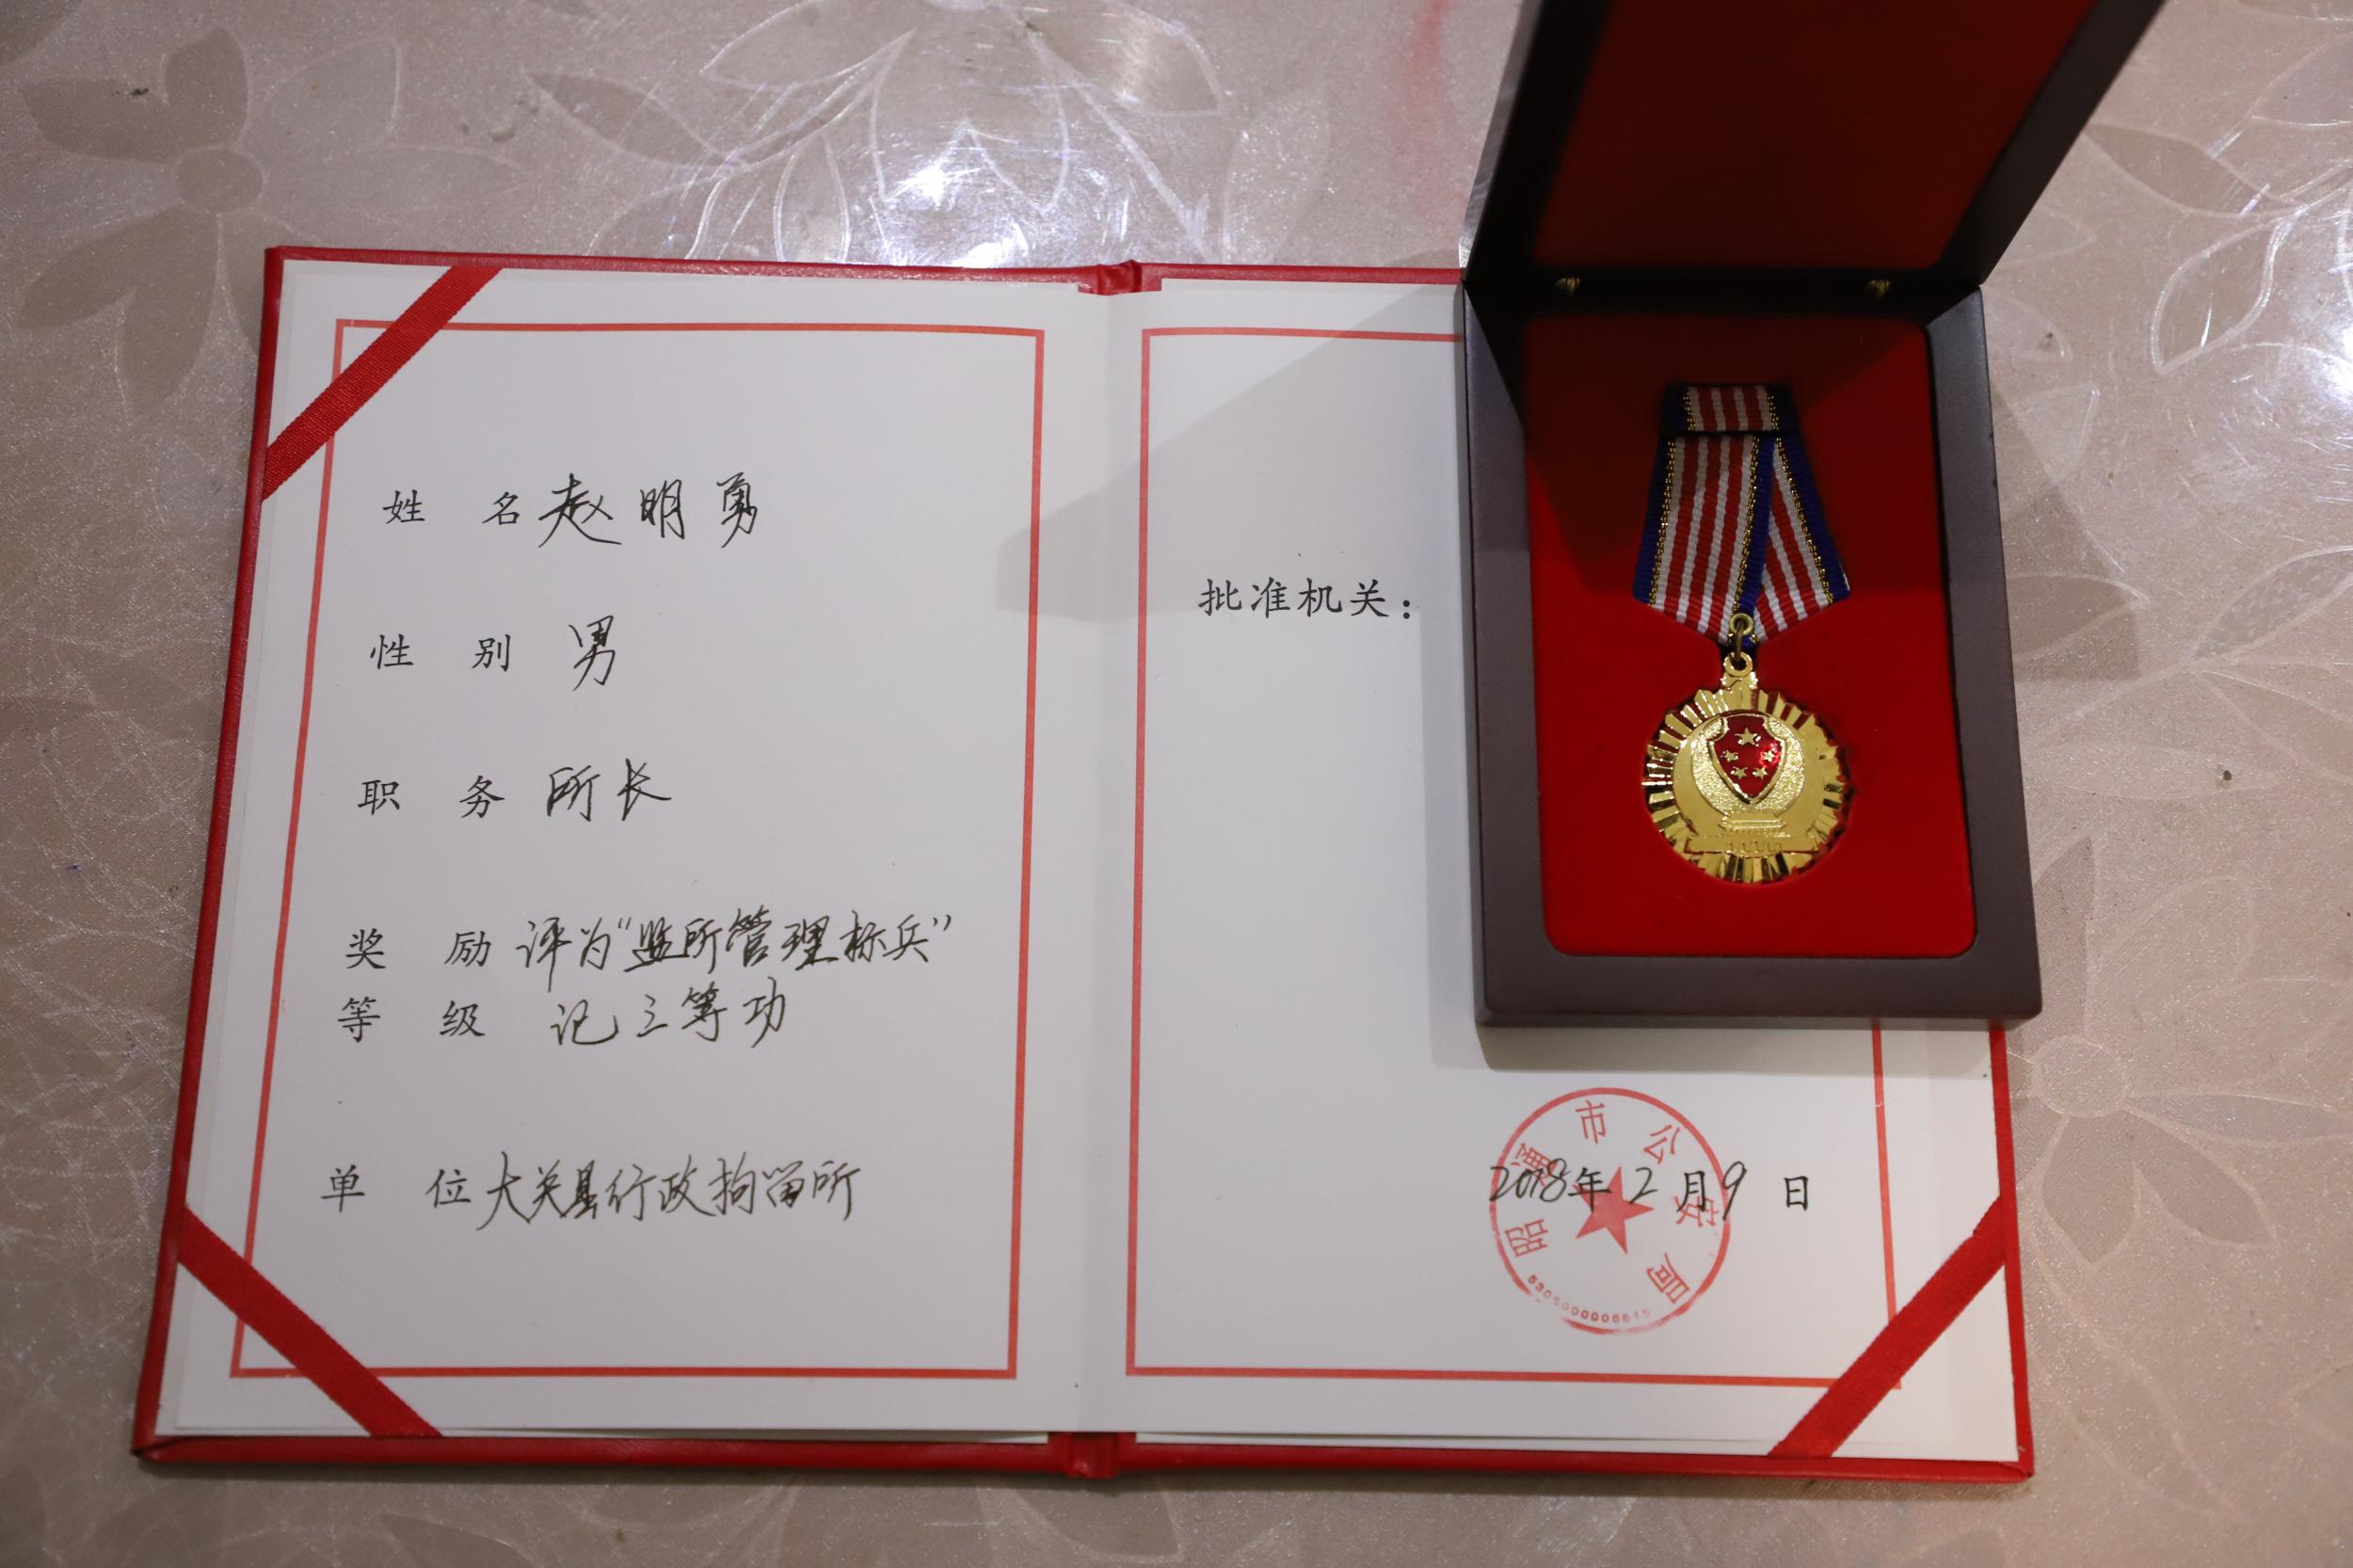 姓 名 赵明勇
性 别 男
职 务 所长
奖 励 评为“监所管理标兵”
等 级 记三等功
单 位 大关县行政拘留所
批准机关：
昭通市公安局
2018年2月9日